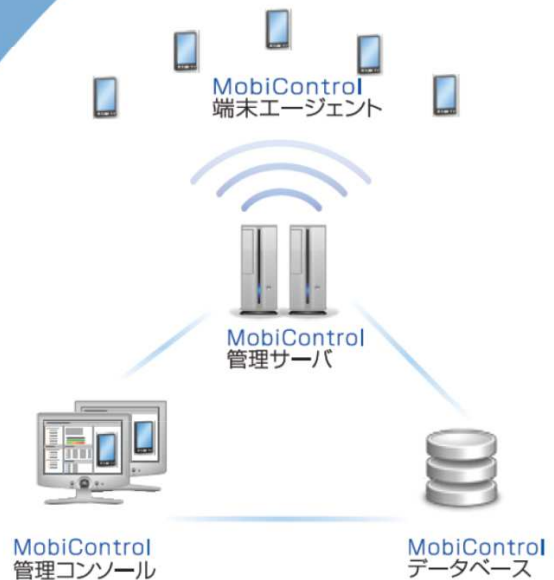 MobiControl
端末エージェント
MobiControl
管理サーバ
MobiControl
管理コンソール
MobiControl
データベース